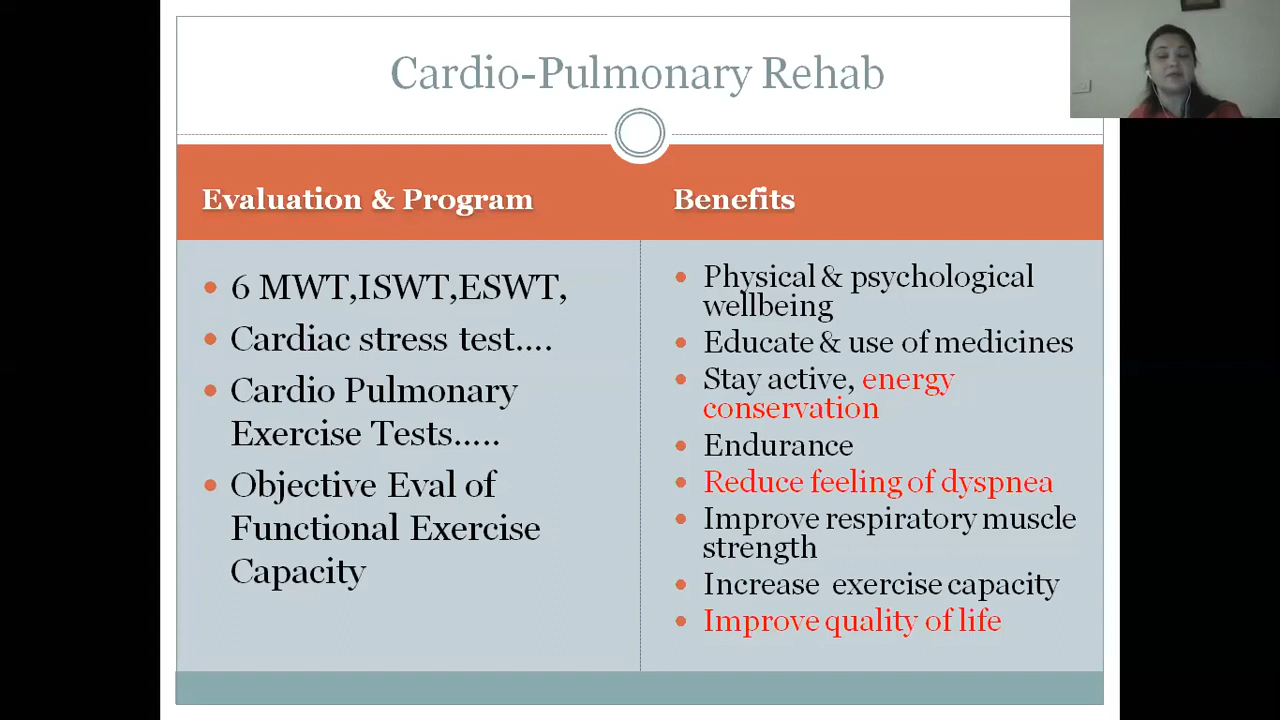 Cardio-Pulmonary Rehab
Evaluation & Program
6 MWT,ISWT,ESWT,
Cardiac stress test....
Cardio Pulmonary
Exercise Tests.....
Objective Eval of
Functional Exercise
Capacity
Benefits
Physical & psychological
wellbeing
Educate & use of medicines
Stay active, energy
conservation
Endurance
Reduce feeling of dyspnea
Improve respiratory muscle
strength
Increase exercise capacity
Improve quality of life